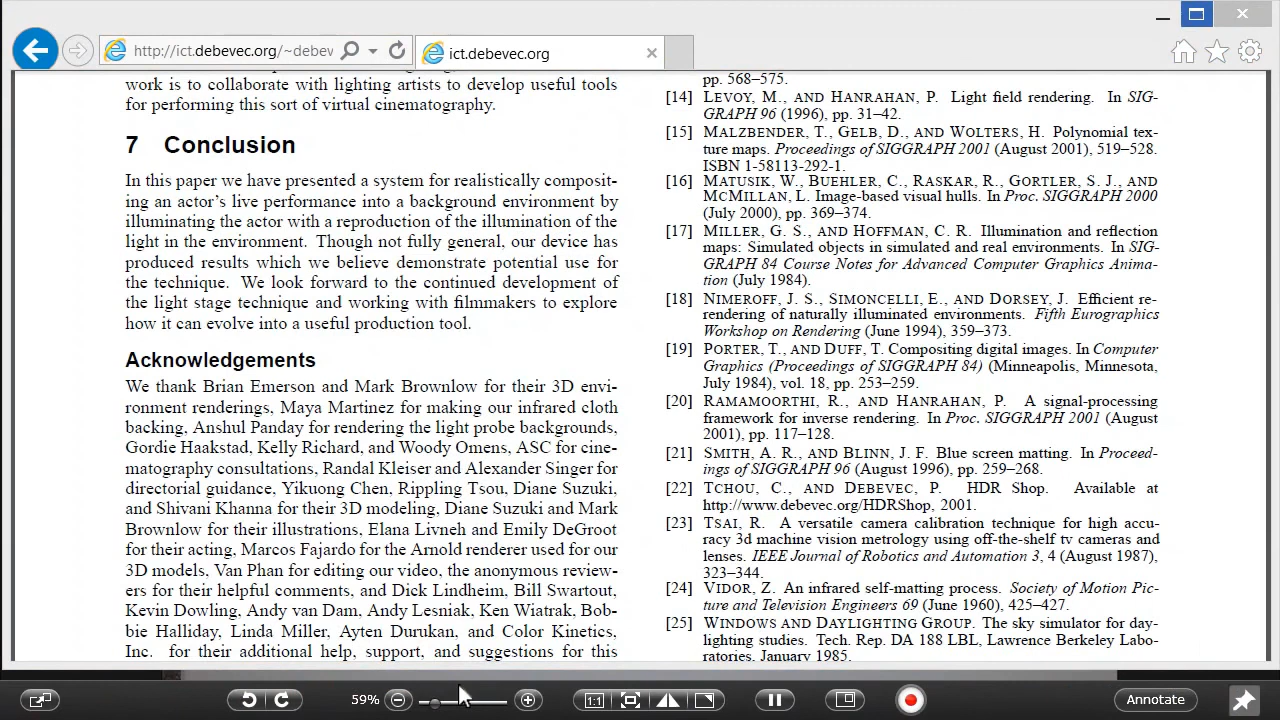 http://ict.debevec.org/~debev
ict.debevec.org
work is to collaborate with lighting artists to develop useful tools
for performing this sort of virtual cinematography.
7 Conclusion
In this paper we have presented a system for realistically composit-
ing an actor's live performance into a background environment by
illuminating the actor with a reproduction of the illumination of the
light in the environment. Though not fully general, our device has
produced results which we believe demonstrate potential use for
the technique. We look forward to the continued development of
the light stage technique and working with filmmakers to explore
how it can evolve into a useful production tool.
Acknowledgements
We thank Brian Emerson and Mark Brownlow for their 3D envi-
ronment renderings, Maya Martinez for making our infrared cloth
backing, Anshul Panday for rendering the light probe backgrounds,
Gordie Haakstad, Kelly Richard, and Woody Omens, ASC for cine-
matography consultations, Randal Kleiser and Alexander Singer for
directorial guidance, Yikuong Chen, Rippling Tsou, Diane Suzuki,
and Shivani Khanna for their 3D modeling, Diane Suzuki and Mark
Brownlow for their illustrations, Elana Livneh and Emily DeGroot
for their acting, Marcos Fajardo for the Arnold renderer used for our
3D models, Van Phan for editing our video, the anonymous review-
ers for their helpful comments, and Dick Lindheim, Bill Swartout,
Kevin Dowling, Andy van Dam, Andy Lesniak, Ken Wiatrak, Bob-
bie Halliday, Linda Miller, Ayten Durukan, and Color Kinetics,
Inc. for their additional help, support, and suggestions for this
pp. 568–575.
[14] LEVOY, M., AND HANRAHAN, P. Light field rendering. In SIG-
GRAPH 96 (1996), pp. 31–42.
[15] MALZBENDER, T., GELB, D., AND WOLTERS, H. Polynomial tex-
ture maps. Proceedings of SIGGRAPH 2001 (August 2001), 519–528.
ISBN 1-58113-292-1.
[16] MATUSIK, W., BUEHLER, C., RASKAR, R., GORTLER, S. J., AND
MCMILLAN, L. Image-based visual hulls. In Proc. SIGGRAPH 2000
(July 2000), pp. 369–374.
[17] MILLER, G. S., AND HOFFMAN, C. R. Illumination and reflection
maps: Simulated objects in simulated and real environments. In SIG-
GRAPH 84 Course Notes for Advanced Computer Graphics Anima-
tion (July 1984).
[18] NIMEROFF, J. S., SIMONCELLI, E., AND DORSEY, J. Efficient re-
rendering of naturally illuminated environments. Fifth Eurographics
Workshop on Rendering (June 1994), 359–373.
[19] PORTER, T., AND DUFF, T. Compositing digital images. In Computer
Graphics (Proceedings of SIGGRAPH 84) (Minneapolis, Minnesota,
July 1984), vol. 18, pp. 253–259.
[20] RAMAMOORTHI, R., AND HANRAHAN, P. A signal-processing
framework for inverse rendering. In Proc. SIGGRAPH 2001 (August
2001), pp. 117–128.
[21] SMITH, A. R., AND BLINN, J. F. Blue screen matting. In Proceed-
ings of SIGGRAPH 96 (August 1996), pp. 259–268.
[22] TCHOU, C., AND DEBEVEC, P. HDR Shop. Available at
http://www.debevec.org/HDRShop, 2001.
[23] TSAI, R. A versatile camera calibration technique for high accu-
racy 3d machine vision metrology using off-the-shelf tv cameras and
lenses. IEEE Journal of Robotics and Automation 3, 4 (August 1987),
323–344.
[24] VIDOR, Z. An infrared self-matting process. Society of Motion Pic-
ture and Television Engineers 69 (June 1960), 425–427.
[25] WINDOWS AND DAYLIGHTING GROUP. The sky simulator for day-
lighting studies. Tech. Rep. DA 188 LBL, Lawrence Berkeley Labo-
ratories, January 1985.
59%
1:1
Annotate